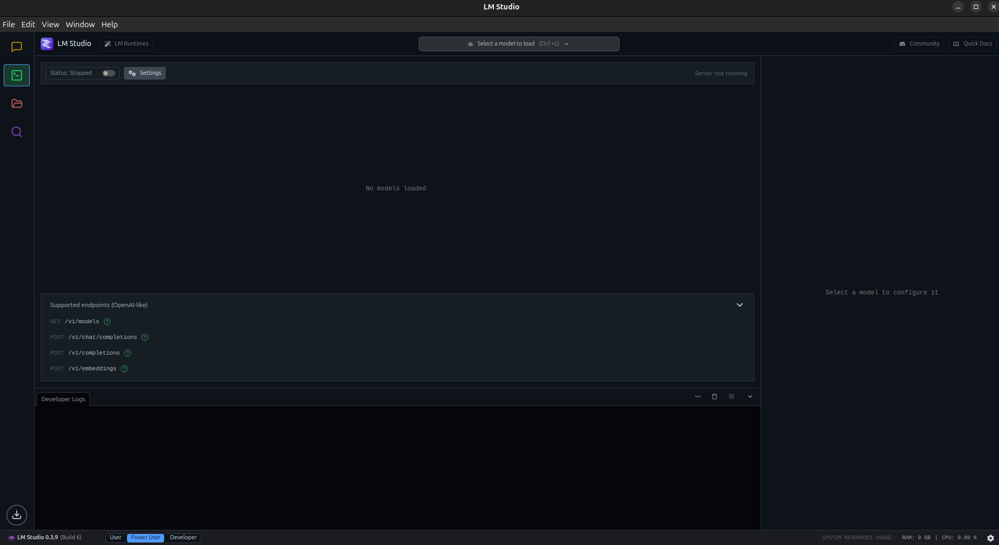 LM Studio
File Edit View Window Help
LM Studio LM Runtimes Select a model to load (Ctrl +L) Community Quick Docs
Status: Stopped Settings Server not running
No models loaded
Select a model to configure it
Supported endpoints (OpenAI-like)
GET /v1/models ?
POST /v1/chat/completions ?
POST /v1/completions ?
POST /v1/embeddings ?
Developer Logs
LM Studio 0.3.9 (Build 6) User Power User Developer SYSTEM RESOURCES USAGE: RAM: 0 GB | CPU: 0.00 %